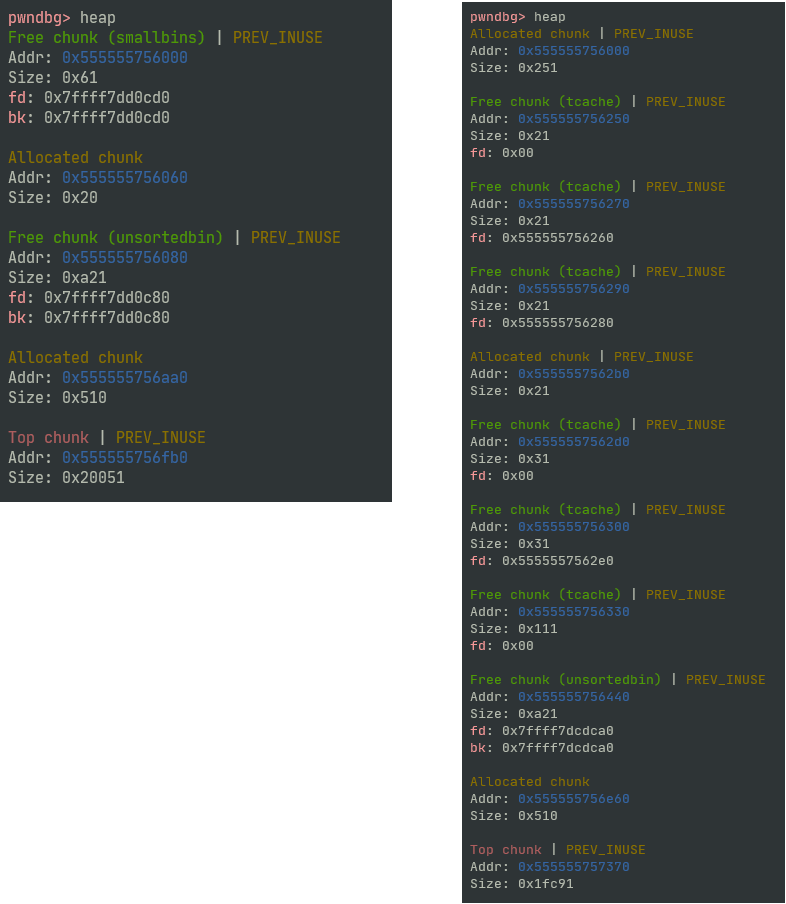 pwndbg> heap
Free chunk (smallbins) | PREV_INUSE
Addr: 0x555555756000
Size: 0x61
fd: 0x7ffff7dd0cd0
bk: 0x7ffff7dd0cd0
Allocated chunk
Addr: 0x555555756060
Size: 0x20
Free chunk (unsortedbin) | PREV_INUSE
Addr: 0x555555756080
Size: 0xa21
fd: 0x7ffff7dd0c80
bk: 0x7ffff7dd0c80
Allocated chunk
Addr: 0x555555756aa0
Size: 0x510
Top chunk | PREV_INUSE
Addr: 0x555555756fb0
Size: 0x20051
pwndbg> heap
Allocated chunk | PREV_INUSE
Addr: 0x555555756000
Size: 0x251
Free chunk (tcache) | PREV_INUSE
Addr: 0x555555756250
Size: 0x21
fd: 0x00
Free chunk (tcache) | PREV_INUSE
Addr: 0x555555756270
Size: 0x21
fd: 0x555555756260
Free chunk (tcache) | PREV_INUSE
Addr: 0x555555756290
Size: 0x21
fd: 0x555555756280
Allocated chunk | PREV_INUSE
Addr: 0x5555557562b0
Size: 0x21
Free chunk (tcache) | PREV_INUSE
Addr: 0x5555557562d0
Size: 0x31
fd: 0x00
Free chunk (tcache) | PREV_INUSE
Addr: 0x555555756300
Size: 0x31
fd: 0x5555557562e0
Free chunk (tcache) | PREV_INUSE
Addr: 0x555555756330
Size: 0x111
fd: 0x00
Free chunk (unsortedbin) | PREV_INUSE
Addr: 0x555555756440
Size: 0xa21
fd: 0x7ffff7dcdca0
bk: 0x7ffff7dcdca0
Allocated chunk
Addr: 0x555555756e60
Size: 0x510
Top chunk | PREV_INUSE
Addr: 0x555555757370
Size: 0x1fc91